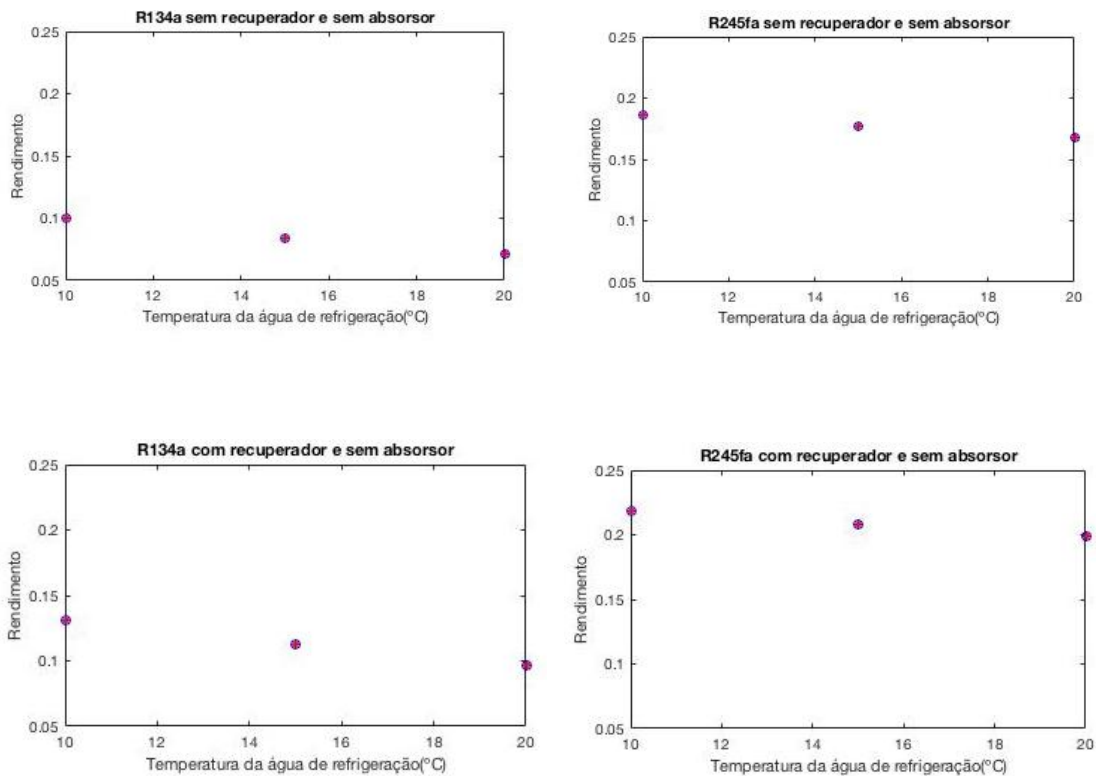 R134a sem recuperador e sem absorsor
0.25
0.2
0.15
0.1
0.05
Rendimento
10 12 14 16 18 20
Temperatura da água de refrigeração(ºC)
R245fa sem recuperador e sem absorsor
0.25
0.2
0.15
0.1
0.05
Rendimento
10 12 14 16 18 20
Temperatura da água de refrigeração(ºC)
R134a com recuperador e sem absorsor
0.25
0.2
0.15
0.1
0.05
Rendimento
10 12 14 16 18 20
Temperatura da água de refrigeração(ºC)
R245fa com recuperador e sem absorsor
0.25
0.2
0.15
0.1
0.05
Rendimento
10 12 14 16 18 20
Temperatura da água de refrigeração(ºC)